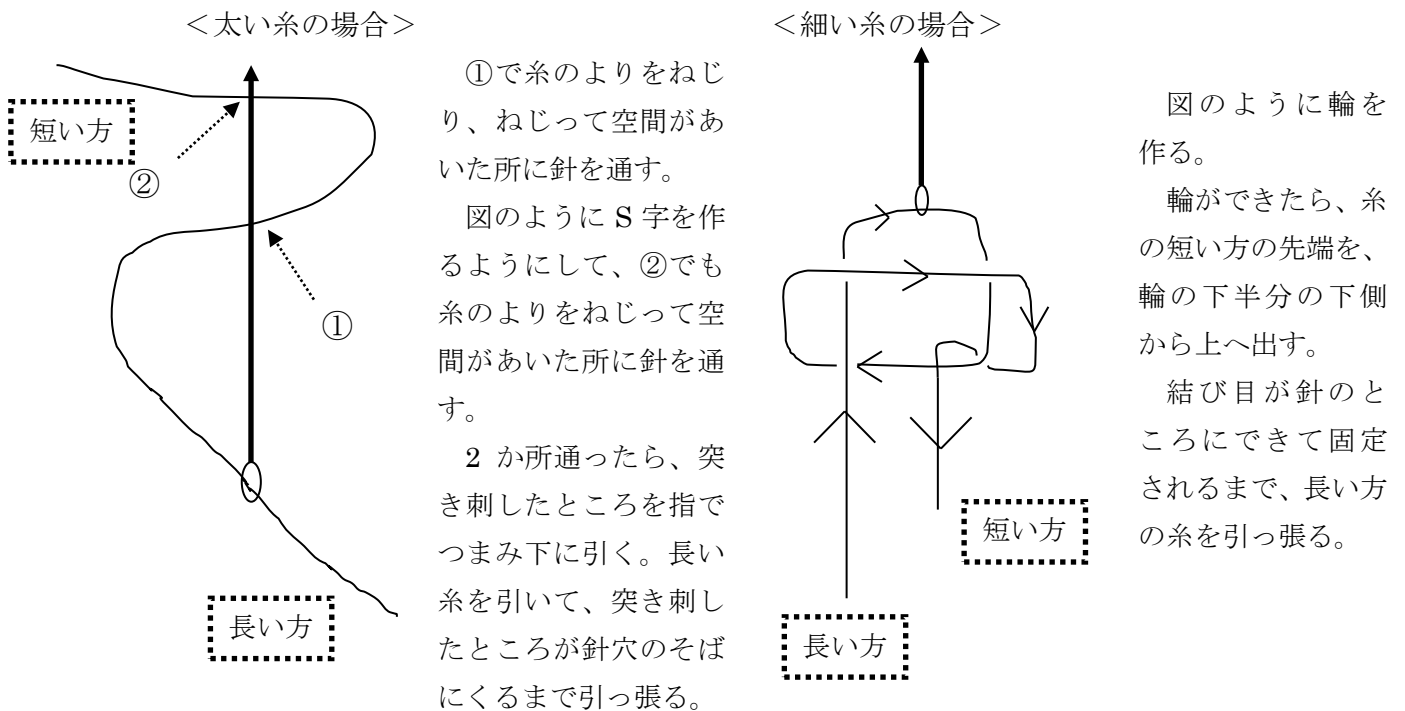 ＜太い糸の場合＞
短い方
②
①
長い方
①で糸のよりをねじ
り、ねじって空間があ
いた所に針を通す。
図のように S 字を作
るようにして、②でも
糸のよりをねじって空
間があいた所に針を通
す。
2 か所通ったら、突
き刺したところを指で
つまみ下に引く。長い
糸を引いて、突き刺し
たところが針穴のそば
にくるまで引っ張る。
＜細い糸の場合＞
短い方
長い方
図のように輪を
作る。
輪ができたら、糸
の短い方の先端を、
輪の下半分の下側
から上へ出す。
結び目が針のと
ころにできて固定
されるまで、長い方
の糸を引っ張る。